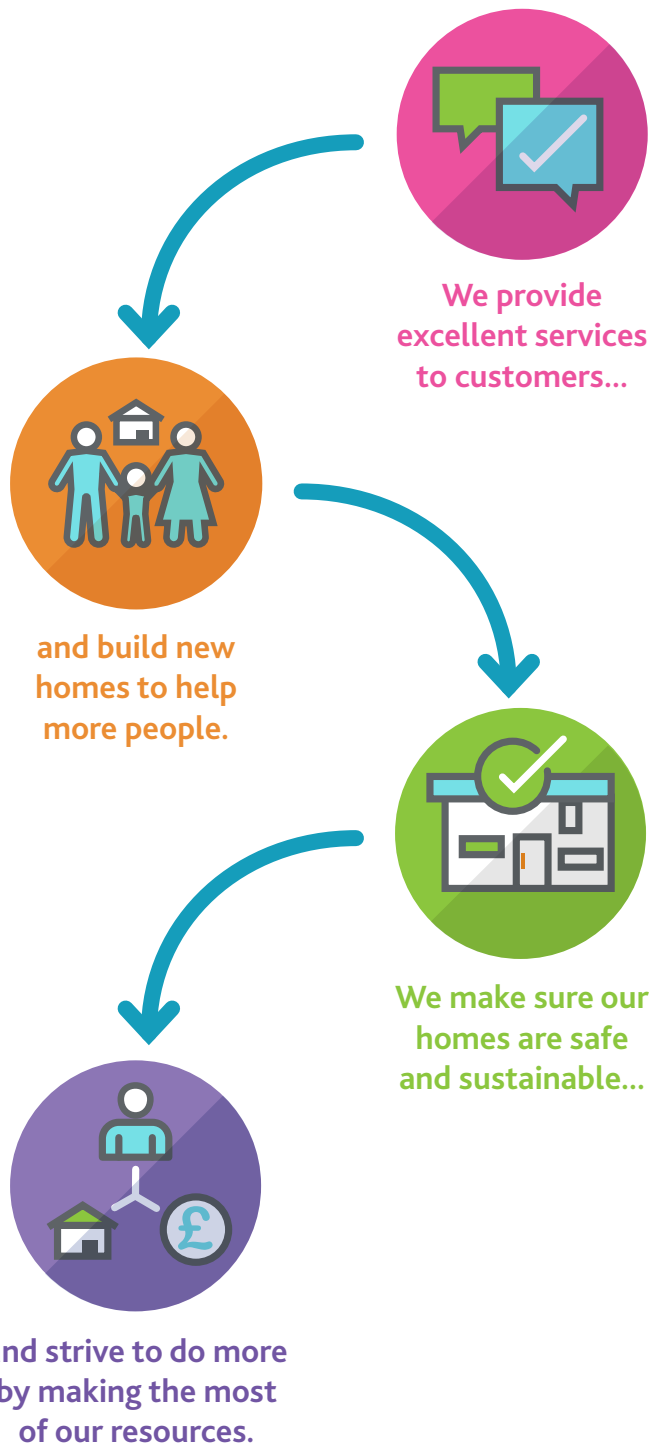 We provide
excellent services
to customers...
and build new
homes to help
more people.
We make sure our
homes are safe
and sustainable...
nd strive to do more
by making the most
of our resources.
£